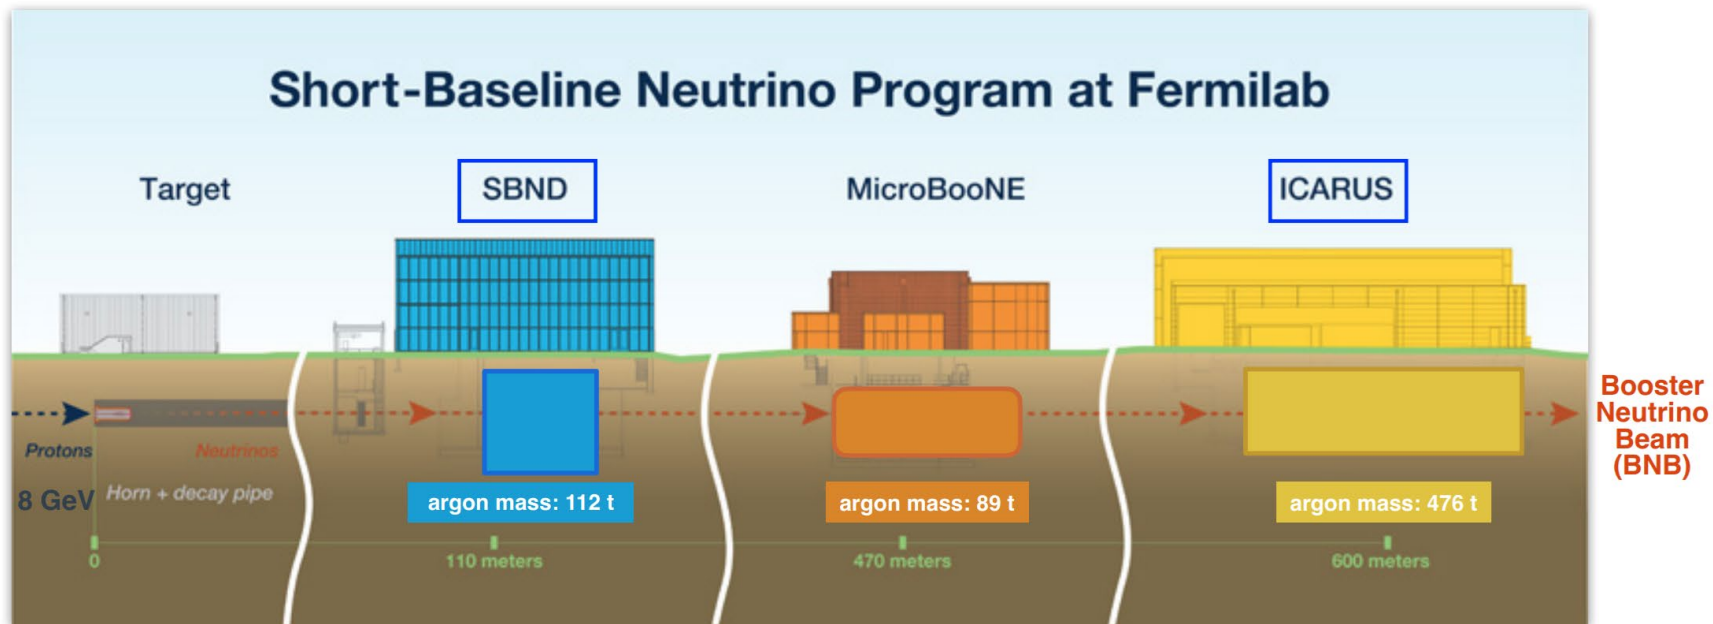 Short-Baseline Neutrino Program at Fermilab
Target
SBND
MicroBooNE
ICARUS
Protons
Neutrinos
8 GeV
Horn + decay pipe
argon mass: 112 t
argon mass: 89 t
argon mass: 476 t
Booster
Neutrino
Beam
(BNB)
0
110 meters
470 meters
600 meters